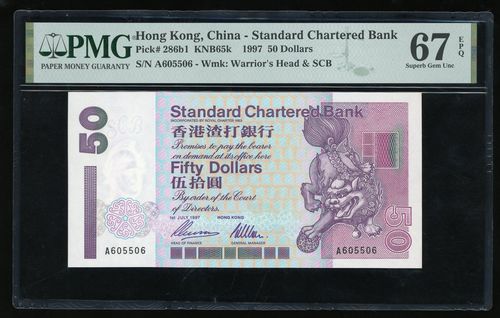 PMG
PAPER MONEY GUARANTY
Hong Kong, China - Standard Chartered Bank
Pick# 286b1 KNB65k 1997 50 Dollars
S/N A605506 - Wmk: Warrior's Head & SCB
67 EPQ
Superb Gem Unc
50
SCB
Standard Chartered Bank
INCORPORATED BY ROYAL CHARTER 1853
香港渣打銀行
Promises to pay the bearer
on demand at its office here
Fifty Dollars
伍拾圓
By order of the Court
of Directors.
1st JULY, 1997 HONG KONG
HEAD OF FINANCE GENERAL MANAGER
A605506
A605506
50